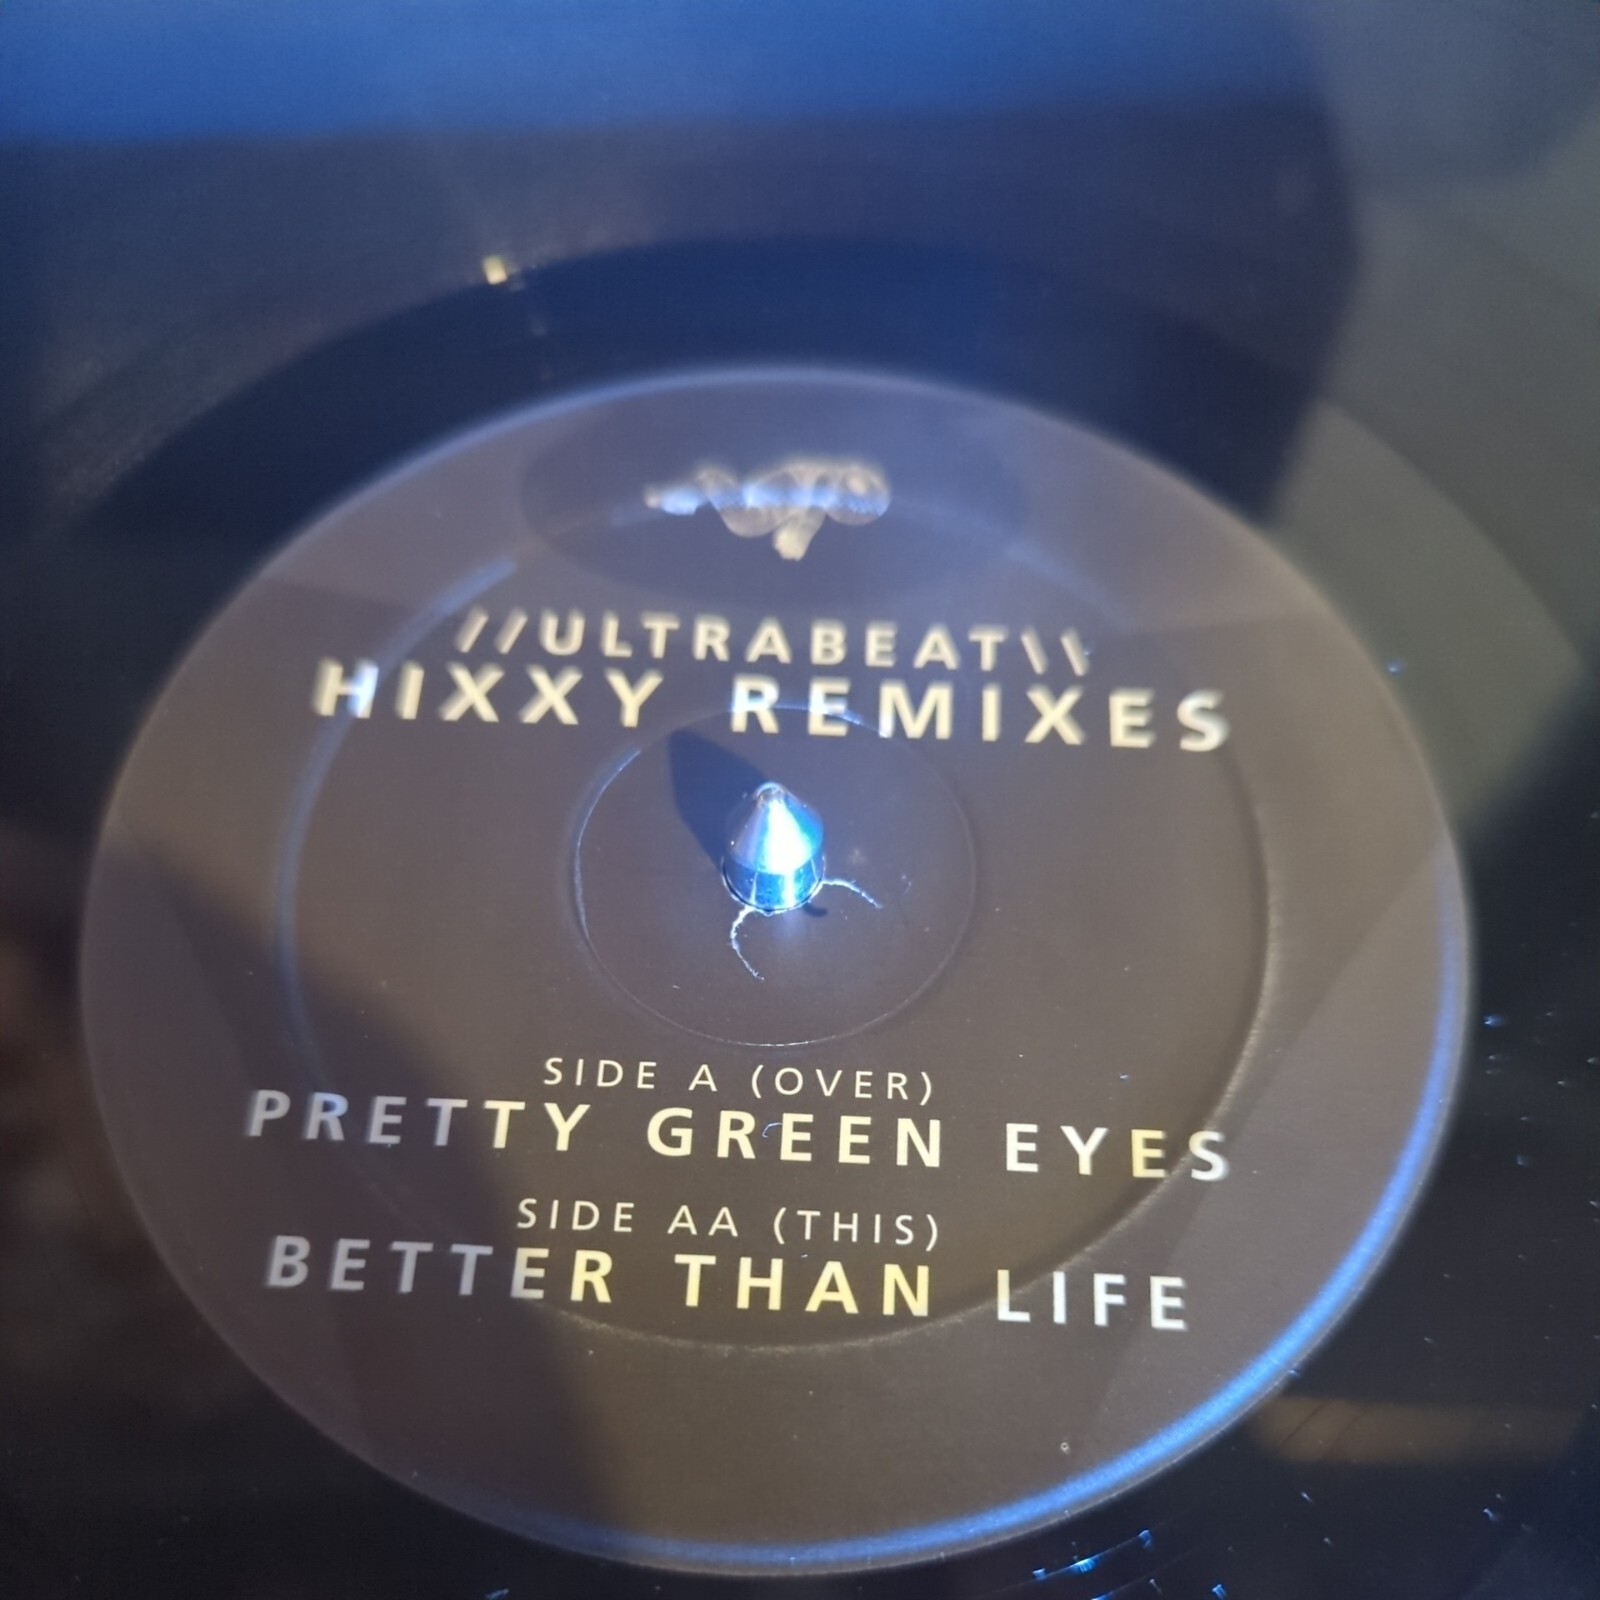 //ULTRABEAT\\
HIXXY REMIXES
SIDE A (OVER)
PRETTY GREEN EYES
SIDE AA (THIS)
BETTER THAN LIFE